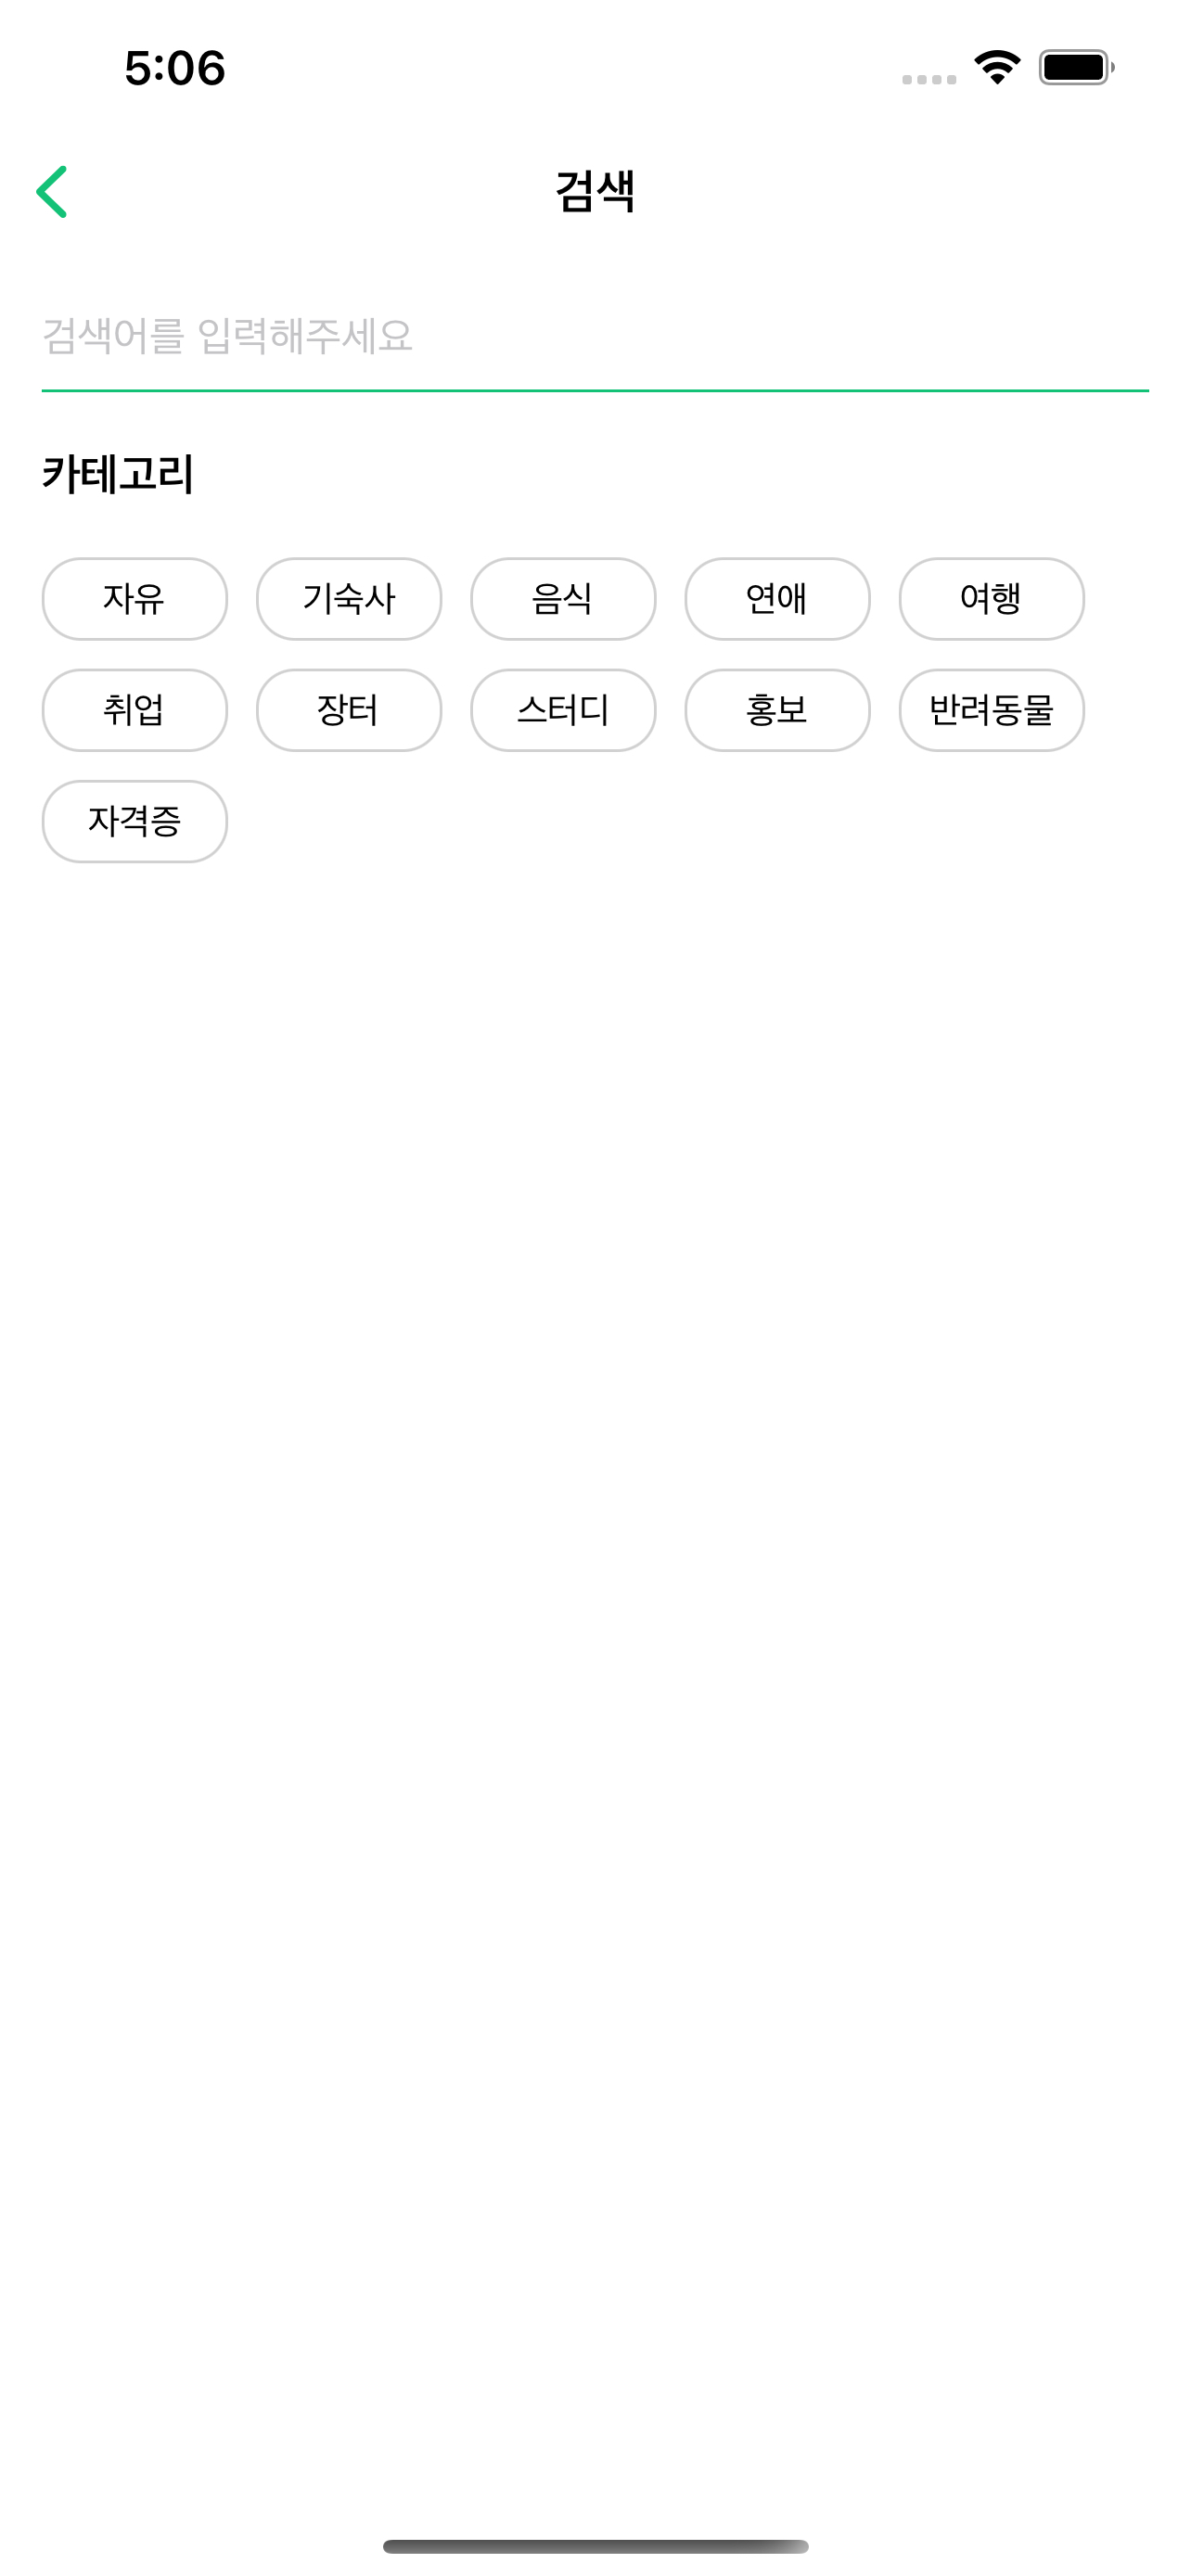 5:06
검색
검색어를 입력해주세요
카테고리
자유 기숙사 음식 연애 여행
취업 장터 스터디 홍보 반려동물
자격증